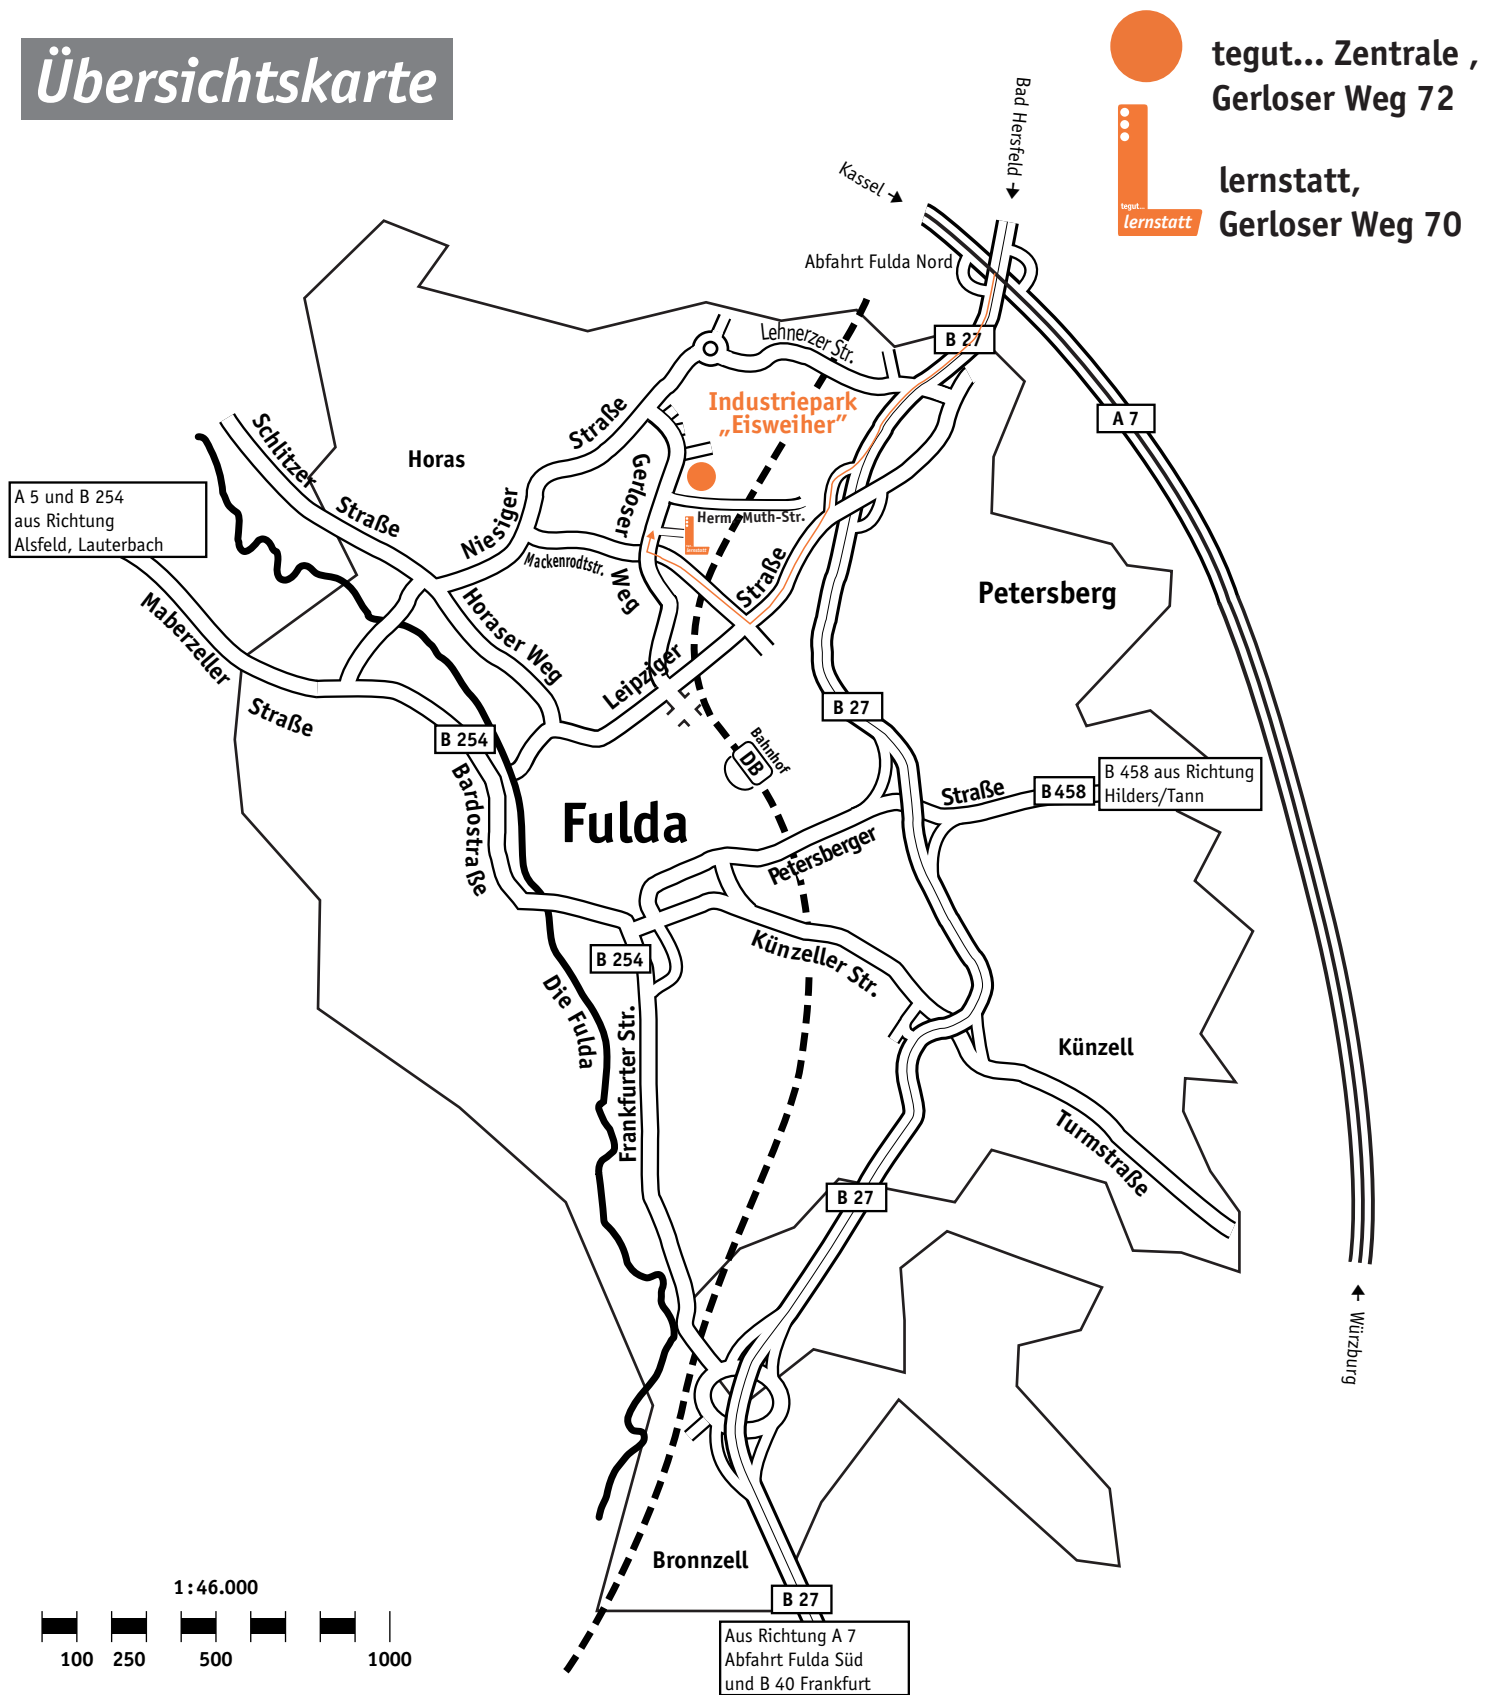 Übersichtskarte
tegut... Zentrale ,
Gerloser Weg 72
tegut...
lernstatt
lernstatt,
Gerloser Weg 70
Bad Hersfeld
Kassel
Abfahrt Fulda Nord
B 27
Lehnerzer Str.
A 7
Industriepark
„Eisweiher”
Schlitzer
Straße
Horas
Niesiger
Straße
Gerloser
Weg
A 5 und B 254
aus Richtung
Alsfeld, Lauterbach
Herm.-Muth-Str.
lernstatt
Mackenrodtstr.
Leipziger
Straße
Petersberg
Maberzeller
Straße
Horaser Weg
B 254
B 27
Bahnhof
DB
B 458 aus Richtung
Hilders/Tann
B 458
Petersberger
Straße
Bardostraße
Fulda
Künzeller Str.
B 254
Die Fulda
Frankfurter Str.
Künzell
Turmstraße
B 27
Würzburg
Bronnzell
B 27
Aus Richtung A 7
Abfahrt Fulda Süd
und B 40 Frankfurt
1:46.000
100 250 500 1000